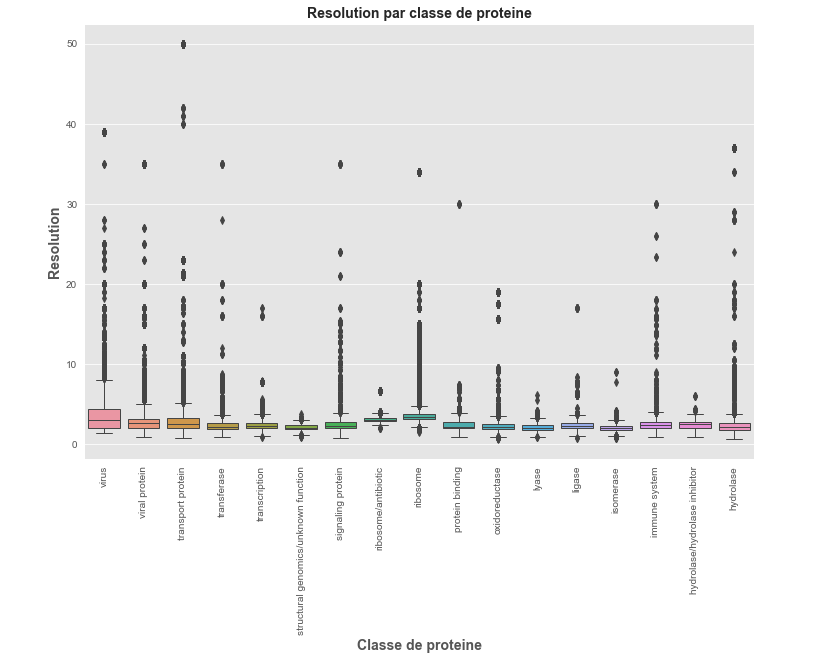 Resolution par classe de proteine
50
40
30
20
10
0
Resolution
virus
viral protein
transport protein
transferase
transcription
structural genomics/unknown function
signaling protein
ribosome/antibiotic
ribosome
protein binding
oxidoreductase
lyase
ligase
isomerase
immune system
hydrolase/hydrolase inhibitor
hydrolase
Classe de proteine